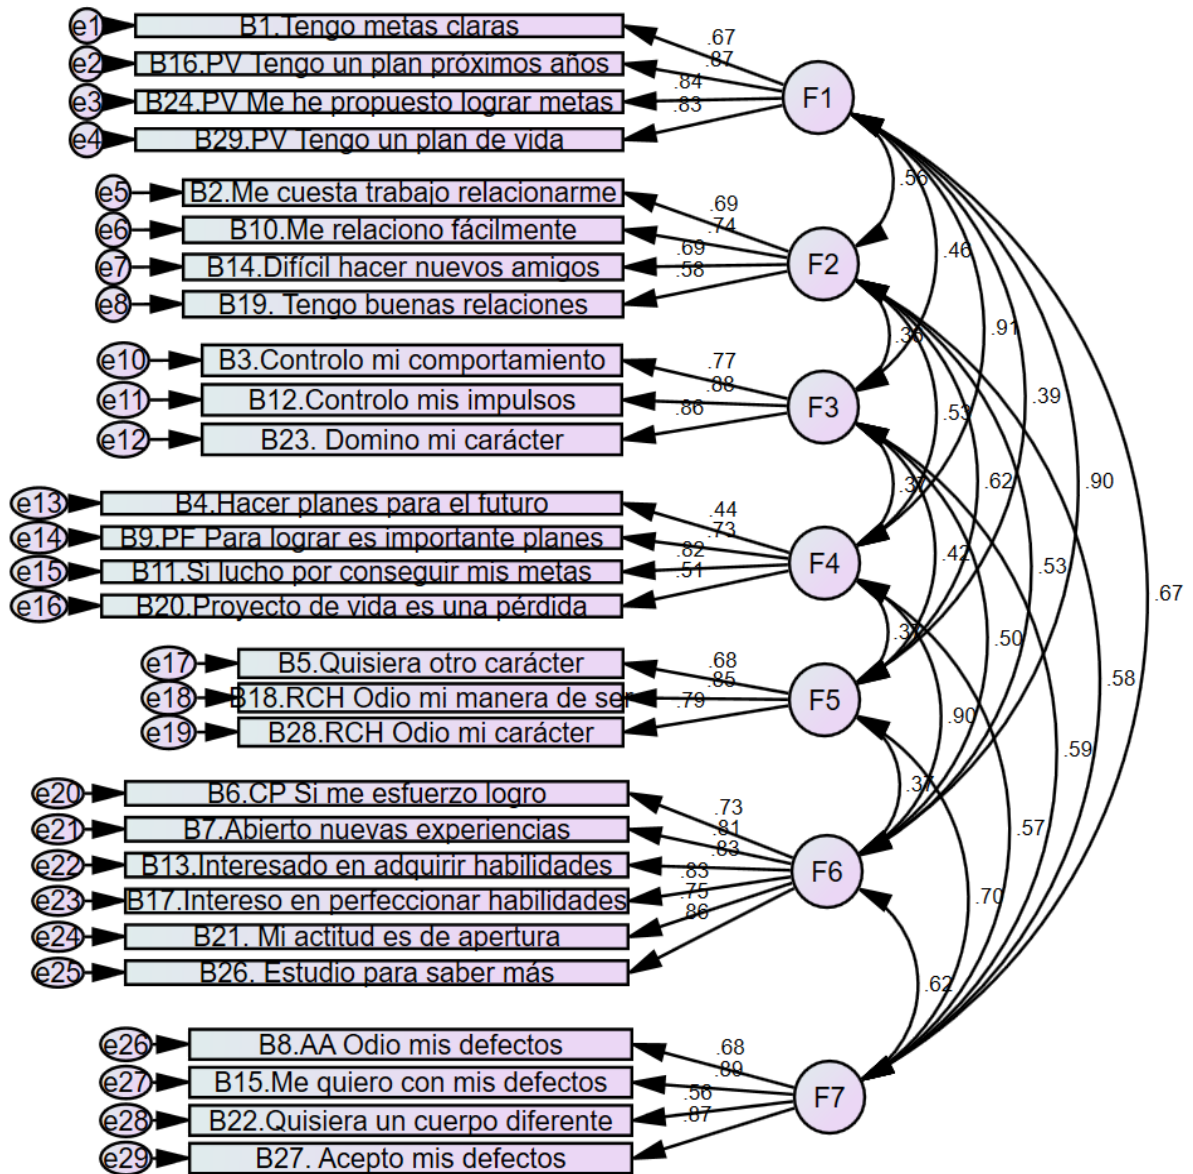 e1 B1.Tengo metas claras .67
e2 B16.PV Tengo un plan próximos años .87
e3 B24.PV Me he propuesto lograr metas .84
e4 B29.PV Tengo un plan de vida .83
F1
e5 B2.Me cuesta trabajo relacionarme .69
e6 B10.Me relaciono fácilmente .74
e7 B14.Difícil hacer nuevos amigos .69
e8 B19. Tengo buenas relaciones .58
F2
e10 B3.Controlo mi comportamiento .77
e11 B12.Controlo mis impulsos .88
e12 B23. Domino mi carácter .86
F3
e13 B4.Hacer planes para el futuro .44
e14 B9.PF Para lograr es importante planes .73
e15 B11.Si lucho por conseguir mis metas .82
e16 B20.Proyecto de vida es una pérdida .51
F4
e17 B5.Quisiera otro carácter .68
e18 B18.RCH Odio mi manera de ser .85
e19 B28.RCH Odio mi carácter .79
F5
e20 B6.CP Si me esfuerzo logro .73
e21 B7.Abierto nuevas experiencias .81
e22 B13.Interesado en adquirir habilidades .83
e23 B17.Intereso en perfeccionar habilidades .83
e24 B21. Mi actitud es de apertura .75
e25 B26. Estudio para saber más .86
F6
e26 B8.AA Odio mis defectos .68
e27 B15.Me quiero con mis defectos .89
e28 B22.Quisiera un cuerpo diferente .56
e29 B27. Acepto mis defectos .87
F7
.56
.46
.91
.39
.90
.67
.53
.62
.53
.58
.42
.50
.59
.90
.57
.37
.70
.62